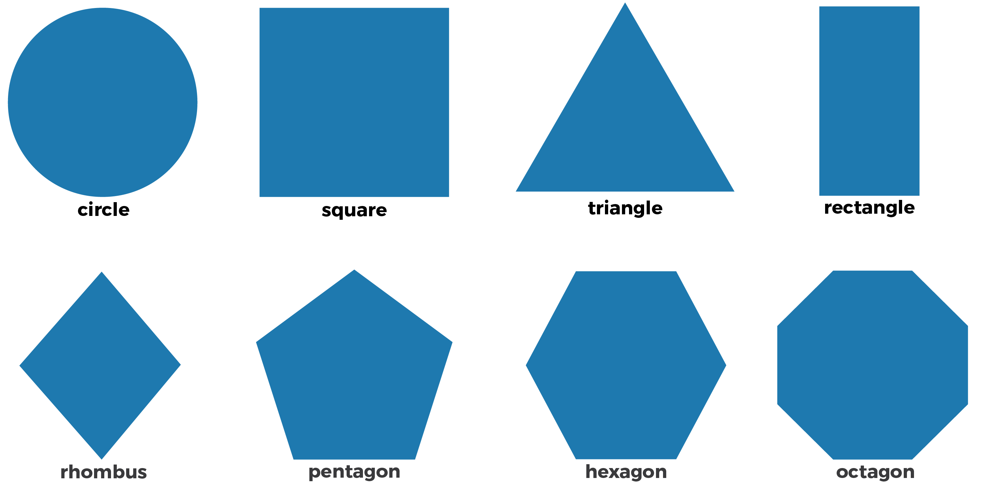 circle
square
triangle
rectangle
rhombus
pentagon
hexagon
octagon